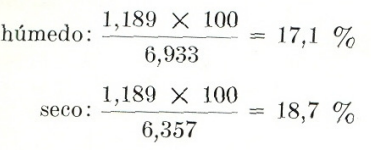 húmedo: 1,189 × 100 / 6,933 = 17,1 %
seco: 1,189 × 100 / 6,357 = 18,7 %